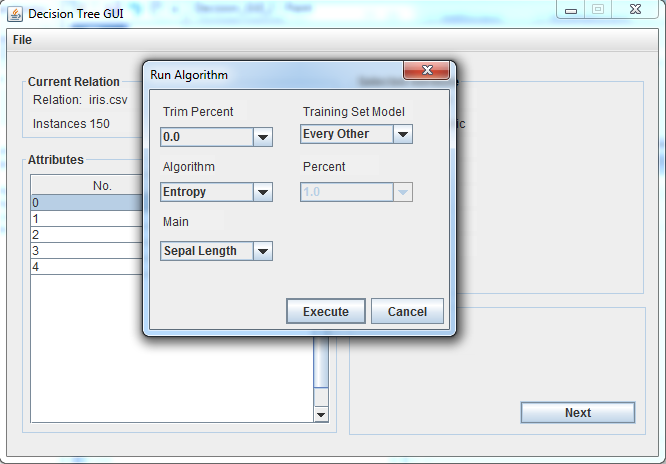 Decision Tree GUI
File
Run Algorithm
Current Relation
Relation: iris.csv
Instances 150
Attributes
No.
0
1
2
3
4
Trim Percent
Training Set Model
0.0
Every Other
Algorithm
Percent
Entropy
1.0
Main
Sepal Length
Execute
Cancel
Next